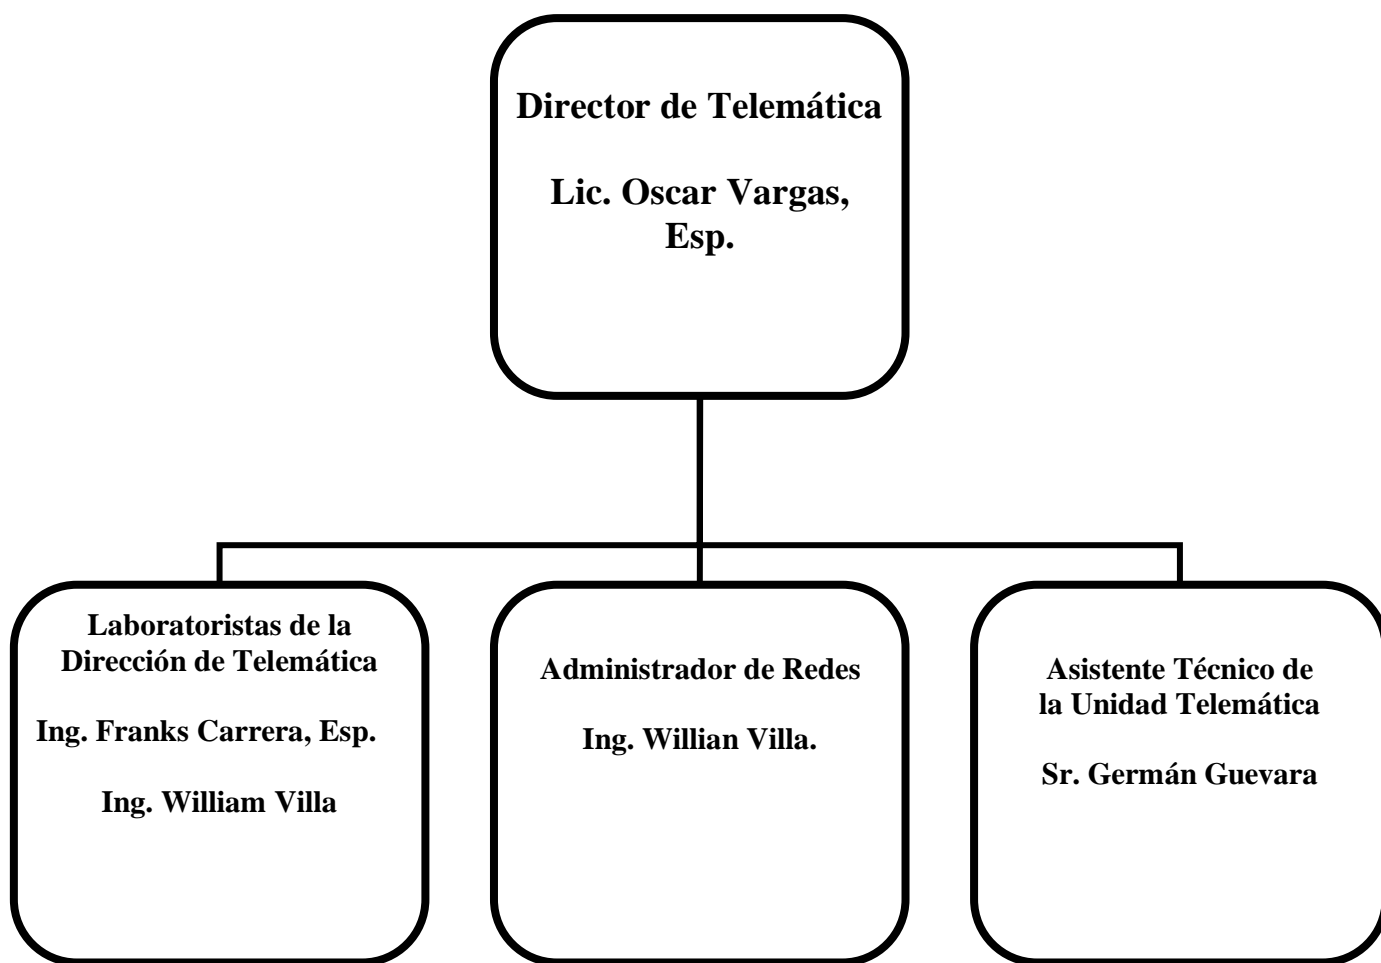 Director de Telemática
Lic. Oscar Vargas,
Esp.
Laboratoristas de la
Dirección de Telemática
Ing. Franks Carrera, Esp.
Ing. William Villa
Administrador de Redes
Ing. Willian Villa.
Asistente Técnico de
la Unidad Telemática
Sr. Germán Guevara